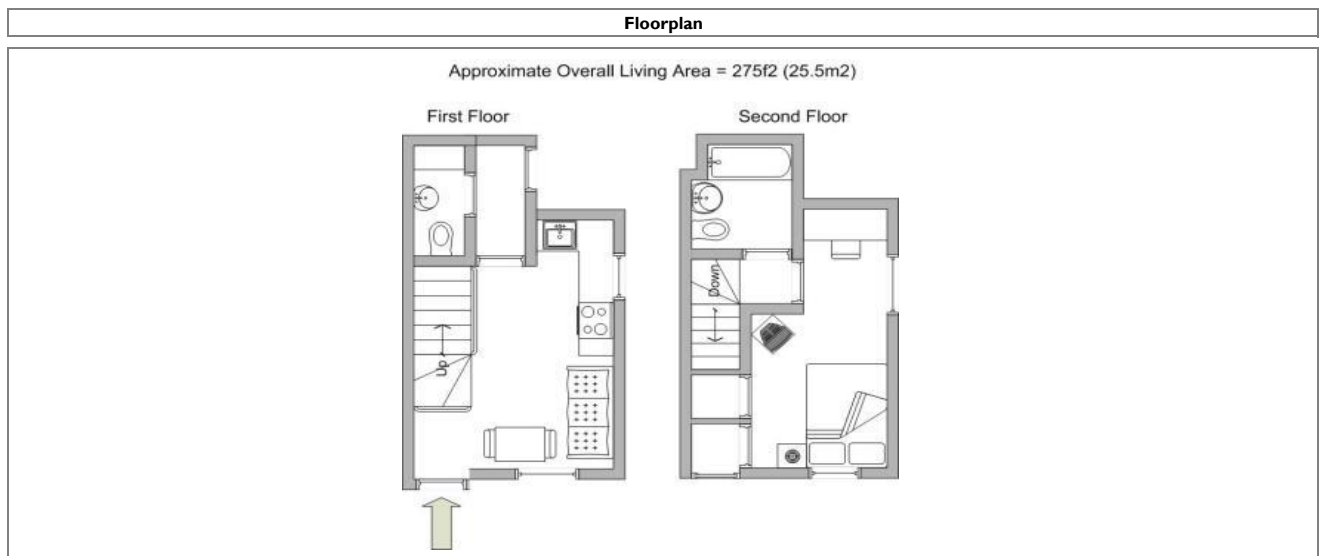 Floorplan
Approximate Overall Living Area = 275f2 (25.5m2)
First Floor
Second Floor
Up
Down